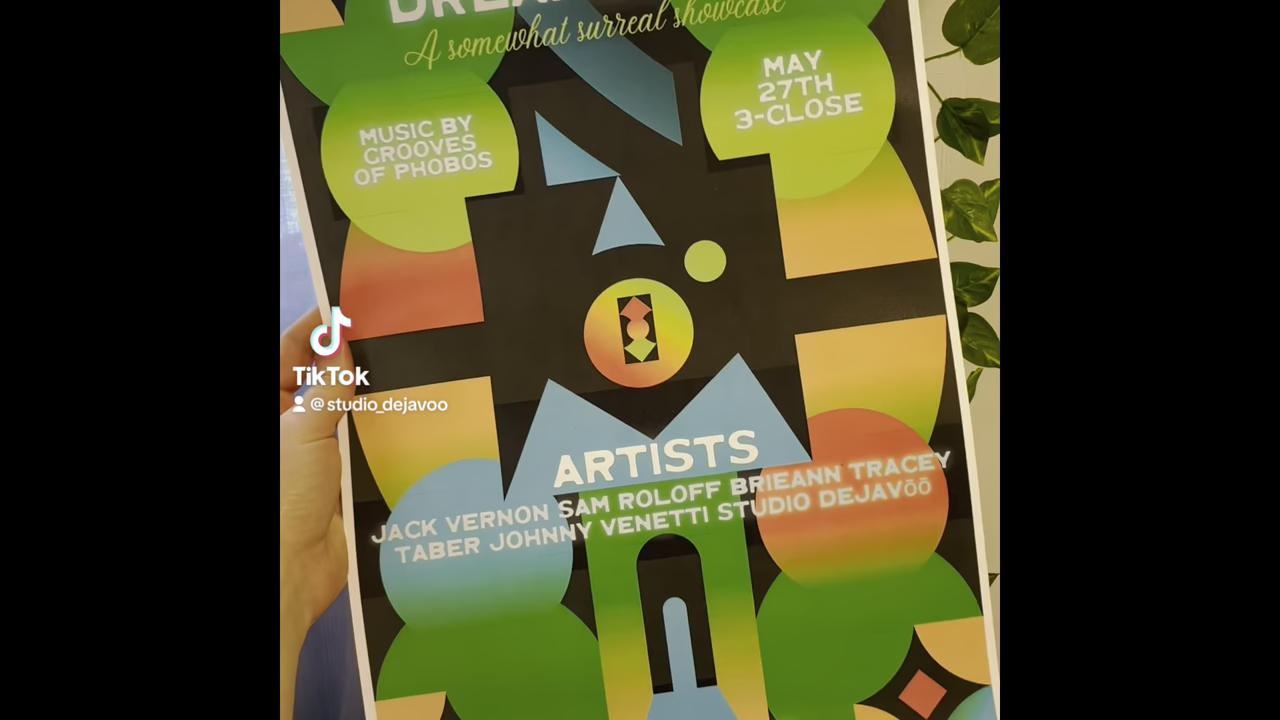 A somewhat surreal showcase
MAY
27TH
3-CLOSE
MUSIC BY
GROOVES
OF PHOBOS
TikTok
@studio_dejavoo
ARTISTS
JACK VERNON SAM ROLOFF BRIEANN TRACEY
TABER JOHNNY VENETTI STUDIO DEJAVŌŌ